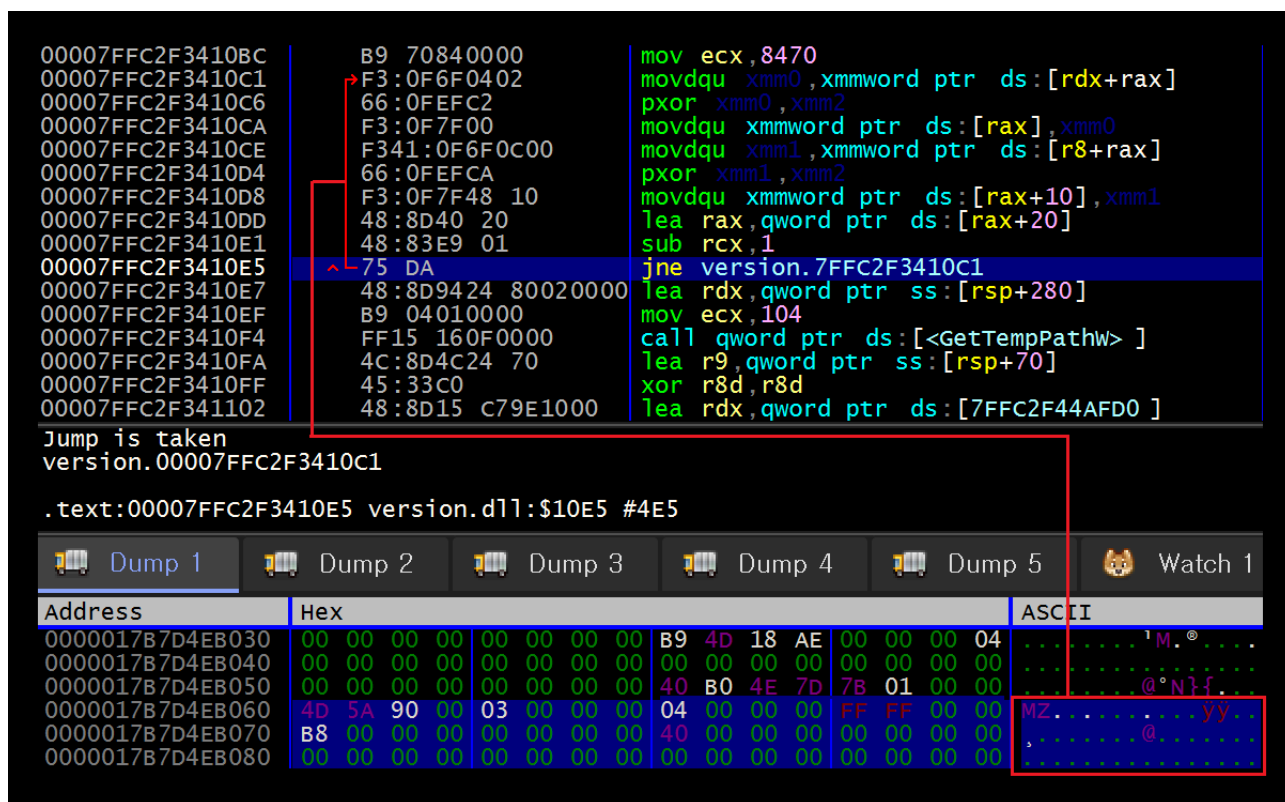 00007FFC2F3410BC B9 70840000 mov ecx,8470
00007FFC2F3410C1 F3:0F6F0402 movdqu xmm0,xmmword ptr ds:[rdx+rax]
00007FFC2F3410C6 66:0FEFC2 pxor xmm0,xmm2
00007FFC2F3410CA F3:0F7F00 movdqu xmmword ptr ds:[rax],xmm0
00007FFC2F3410CE F341:0F6F0C00 movdqu xmm1,xmmword ptr ds:[r8+rax]
00007FFC2F3410D4 66:0FEFCA pxor xmm1,xmm2
00007FFC2F3410D8 F3:0F7F48 10 movdqu xmmword ptr ds:[rax+10],xmm1
00007FFC2F3410DD 48:8D40 20 lea rax,qword ptr ds:[rax+20]
00007FFC2F3410E1 48:83E9 01 sub rcx,1
00007FFC2F3410E5 75 DA jne version.7FFC2F3410C1
00007FFC2F3410E7 48:8D9424 80020000 lea rdx,qword ptr ss:[rsp+280]
00007FFC2F3410EF B9 04010000 mov ecx,104
00007FFC2F3410F4 FF15 160F0000 call qword ptr ds:[<GetTempPathW> ]
00007FFC2F3410FA 4C:8D4C24 70 lea r9,qword ptr ss:[rsp+70]
00007FFC2F3410FF 45:33C0 xor r8d,r8d
00007FFC2F341102 48:8D15 C79E1000 lea rdx,qword ptr ds:[7FFC2F44AFD0 ]
Jump is taken
version.00007FFC2F3410C1
.text:00007FFC2F3410E5 version.dll:$10E5 #4E5
Dump 1 Dump 2 Dump 3 Dump 4 Dump 5 Watch 1
Address Hex ASCII
0000017B7D4EB030 00 00 00 00 00 00 00 00 B9 4D 18 AE 00 00 00 04 ........¹M.®....
0000017B7D4EB040 00 00 00 00 00 00 00 00 00 00 00 00 00 00 00 00 ................
0000017B7D4EB050 00 00 00 00 00 00 00 00 40 B0 4E 7D 7B 01 00 00 ........@°N}{...
0000017B7D4EB060 4D 5A 90 00 03 00 00 00 04 00 00 00 FF FF 00 00 MZ..........ÿÿ..
0000017B7D4EB070 B8 00 00 00 00 00 00 00 40 00 00 00 00 00 00 00 ¸.......@.......
0000017B7D4EB080 00 00 00 00 00 00 00 00 00 00 00 00 00 00 00 00 ................